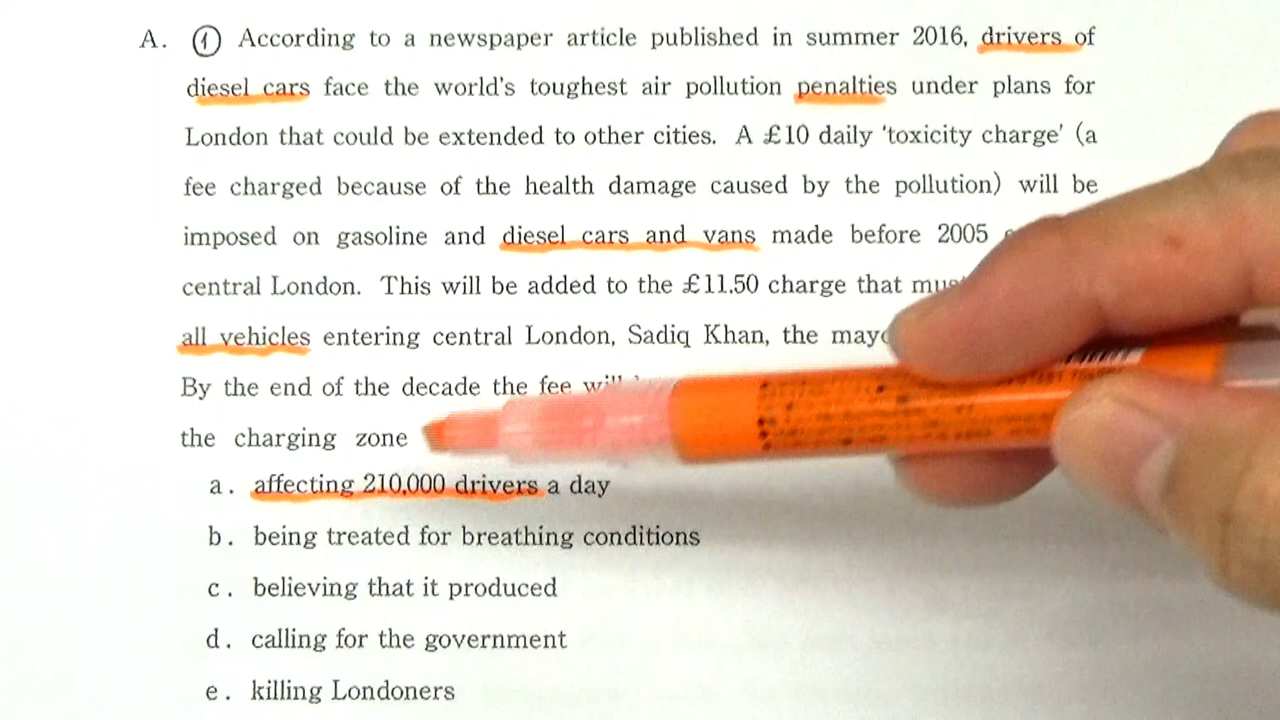 A. ① According to a newspaper article published in summer 2016, drivers of
diesel cars face the world's toughest air pollution penalties under plans for
London that could be extended to other cities. A £10 daily 'toxicity charge' (a
fee charged because of the health damage caused by the pollution) will be
imposed on gasoline and diesel cars and vans made before 2005
central London. This will be added to the £11.50 charge that
all vehicles entering central London, Sadiq Khan, the
By the end of the decade the fee
the charging zone
a. affecting 210,000 drivers a day
b. being treated for breathing conditions
c. believing that it produced
d. calling for the government
e. killing Londoners